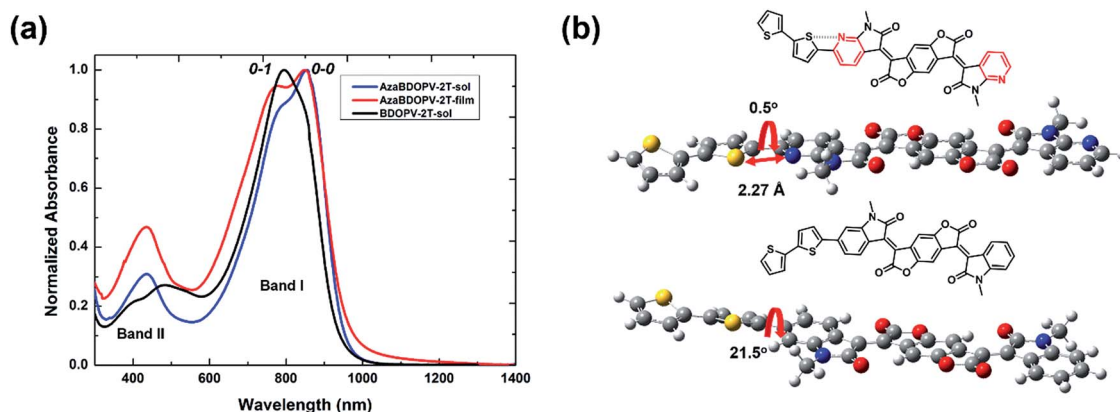 (a)
Normalized Absorbance
1.0
0.8
0.6
0.4
0.2
0.0
0-1
0-0
AzaBDOPV-2T-sol
AzaBDOPV-2T-film
BDOPV-2T-sol
Band I
Band II
400
600
800
1000
1200
1400
Wavelength (nm)
(b)
S
S
N
N
O
O
O
O
O
O
N
N
0.5°
2.27 Å
S
S
N
O
O
O
O
O
O
N
21.5°